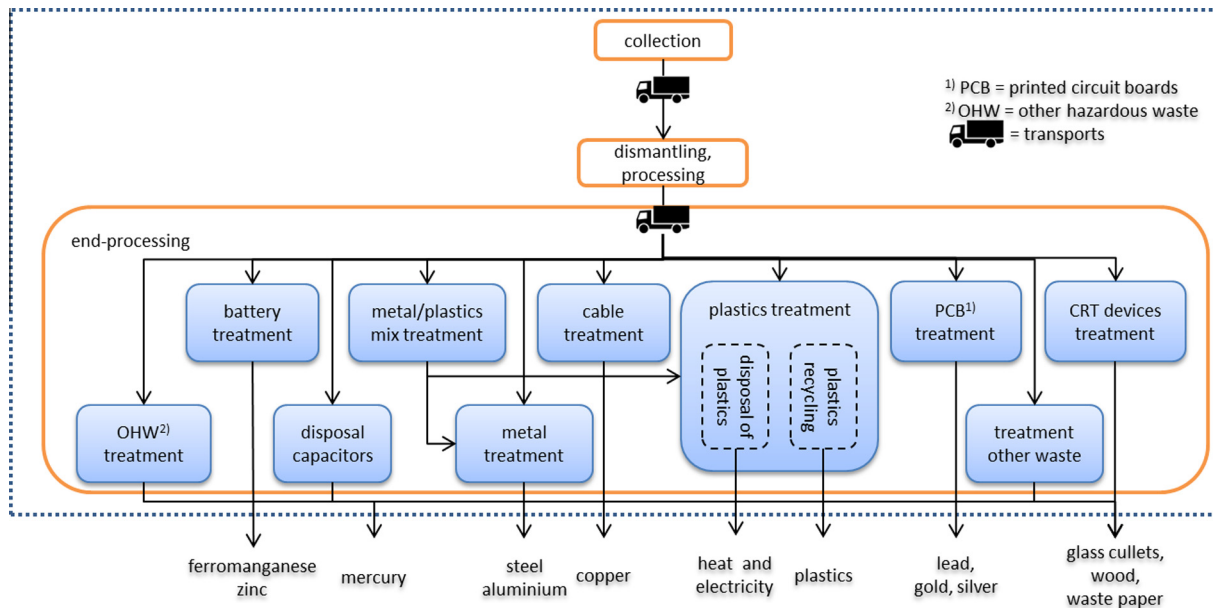 collection
1) PCB = printed circuit boards
2) OHW = other hazardous waste
= transports
dismantling,
processing
end-processing
battery
treatment
metal/plastics
mix treatment
cable
treatment
plastics treatment
disposal of
plastics
plastics
recycling
PCB1)
treatment
CRT devices
treatment
OHW2)
treatment
disposal
capacitors
metal
treatment
treatment
other waste
ferromanganese
zinc
mercury
steel
aluminium
copper
heat and
electricity
plastics
lead,
gold, silver
glass cullets,
wood,
waste paper